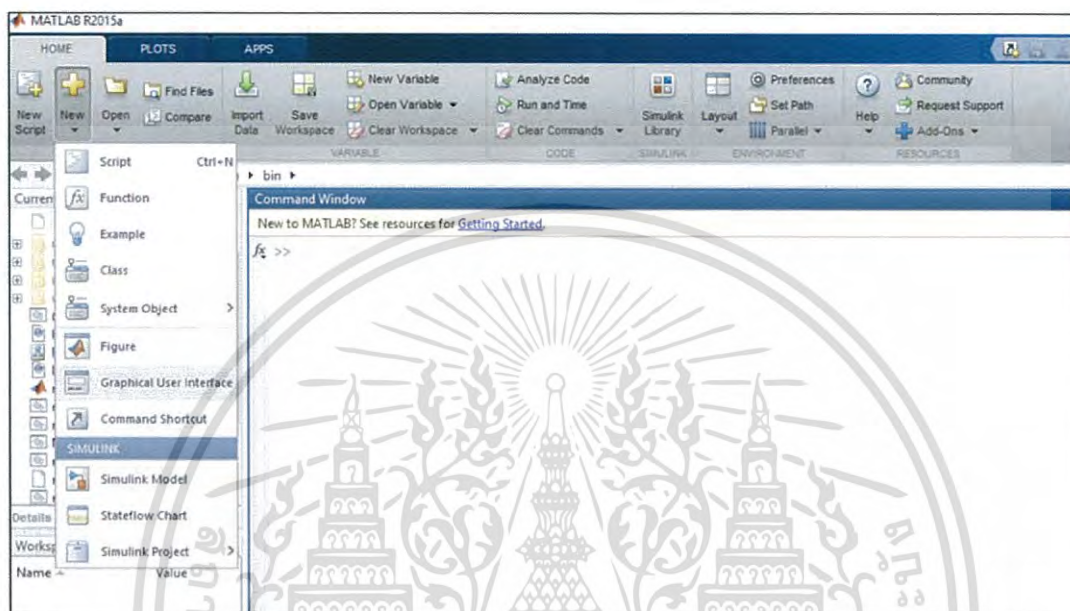 MATLAB R2015a
HOME PLOTS APPS
New Script New Open Find Files Compare Import Data Save Workspace New Variable Open Variable Clear Workspace Analyze Code Run and Time Clear Commands Simulink Library Layout Preferences Set Path Parallel Help Community Request Support Add-Ons
VARIABLE CODE SIMULINK ENVIRONMENT RESOURCES
bin
Script Ctrl+N
Function
Example
Class
System Object
Figure
Graphical User Interface
Command Shortcut
SIMULINK
Simulink Model
Stateflow Chart
Simulink Project
Curren
Details
Worksp
Name Value
Command Window
New to MATLAB? See resources for Getting Started.
fx >>